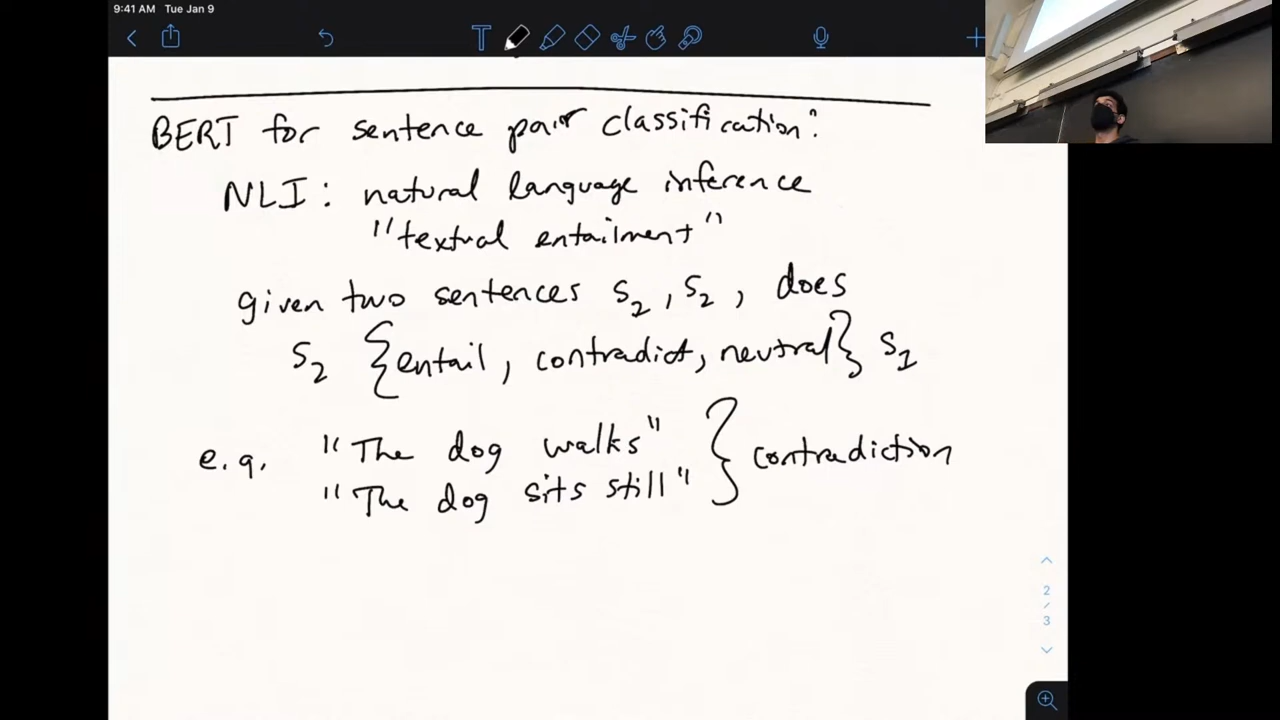 9:41 AM Tue Jan 9
BERT for sentence pair classification:
NLI: natural language inference
"textual entailment"
given two sentences S₂, S₂, does
S₂ {entail, contradict, neutral} S₁
e.g. "The dog walks" } contradiction
"The dog sits still"
2
/
3